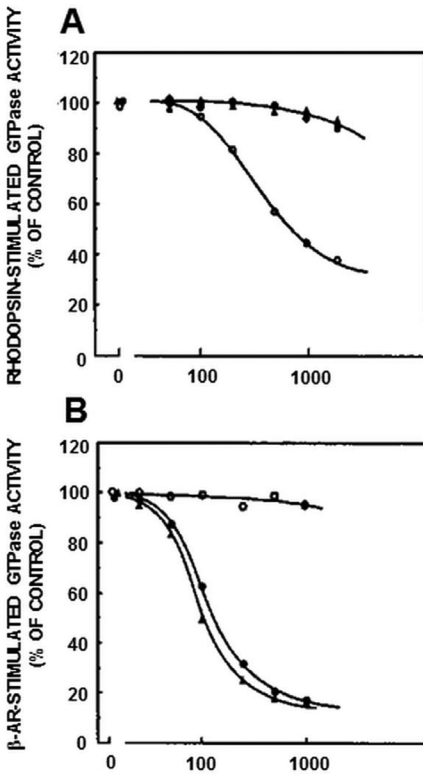 A
RHODOPSIN-STIMULATED GTPase ACTIVITY
(% OF CONTROL)
120
100
80
60
40
20
0
0 100 1000
B
β-AR-STIMULATED GTPase ACTIVITY
(% OF CONTROL)
120
100
80
60
40
20
0
0 100 1000